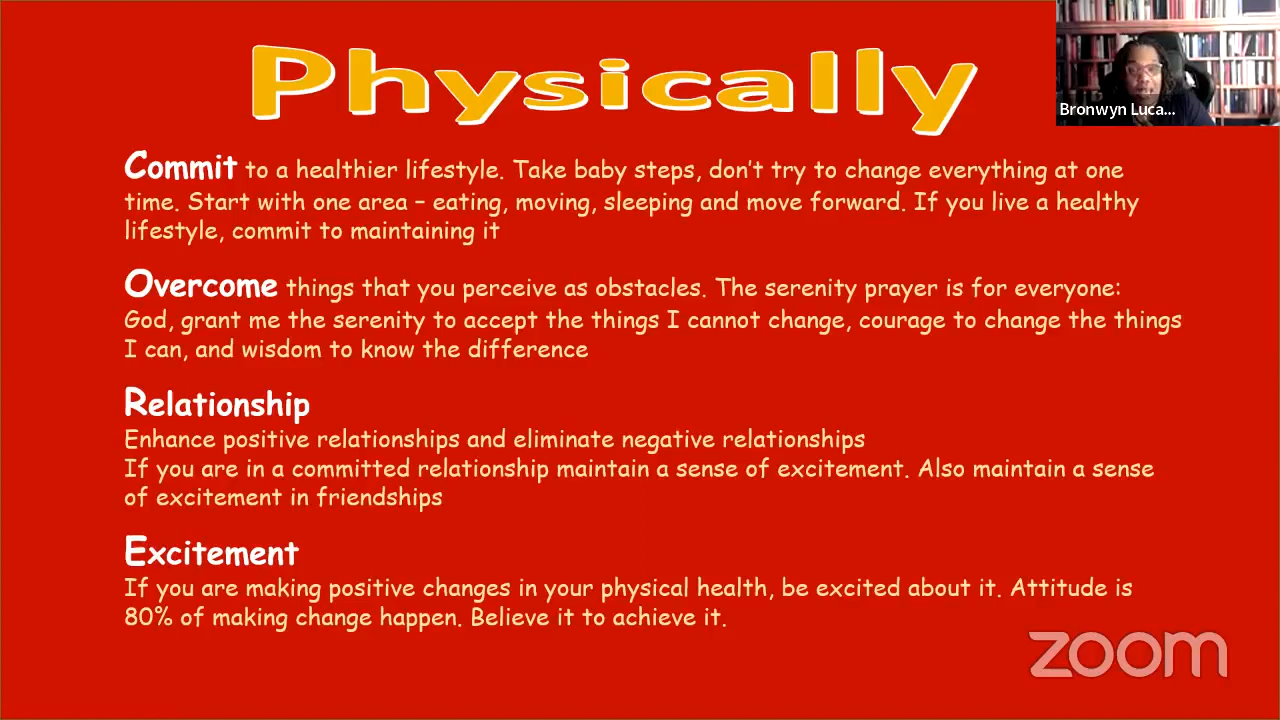 Physically
Bronwyn Luca...
Commit to a healthier lifestyle. Take baby steps, don't try to change everything at one
time. Start with one area – eating, moving, sleeping and move forward. If you live a healthy
lifestyle, commit to maintaining it
Overcome things that you perceive as obstacles. The serenity prayer is for everyone:
God, grant me the serenity to accept the things I cannot change, courage to change the things
I can, and wisdom to know the difference
Relationship
Enhance positive relationships and eliminate negative relationships
If you are in a committed relationship maintain a sense of excitement. Also maintain a sense
of excitement in friendships
Excitement
If you are making positive changes in your physical health, be excited about it. Attitude is
80% of making change happen. Believe it to achieve it.
zoom